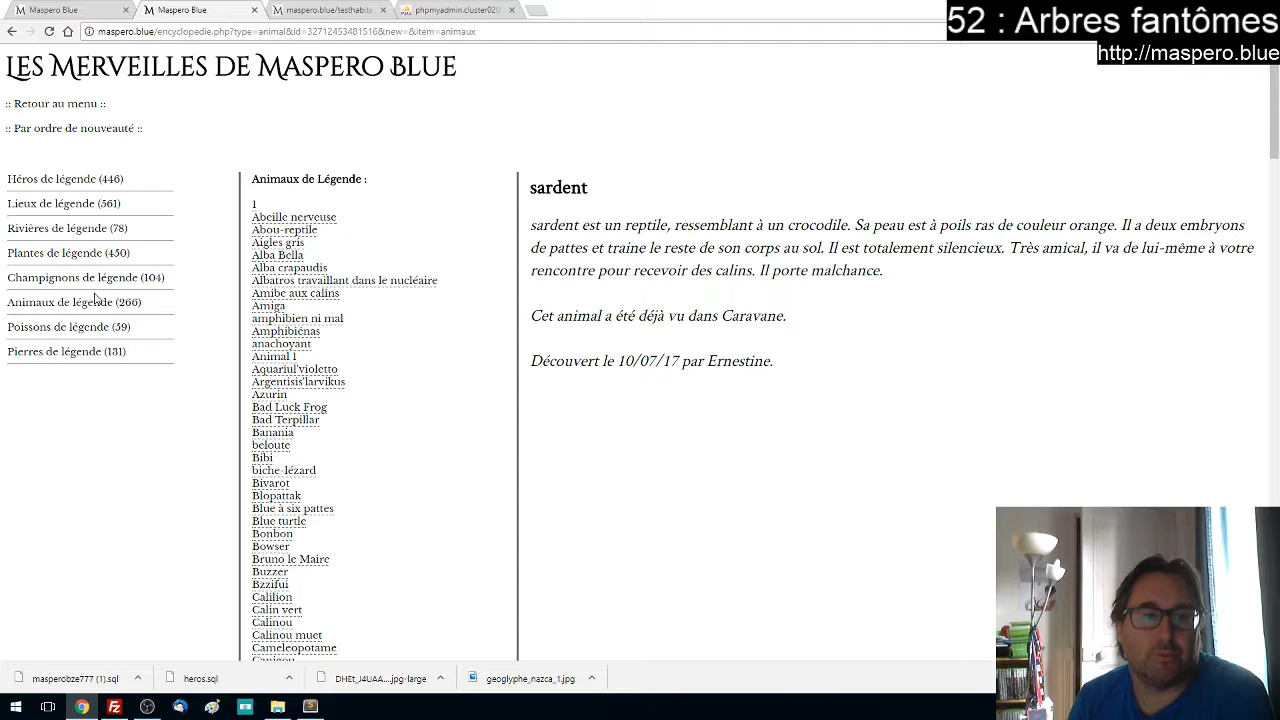 Maspero Blue
Maspero Blue
maspero.blue/testhabita
phpmyadmin.cluster020
maspero.blue/encyclopedie.php?type=animal&id=32712453481516&new=&item=animaux
52 : Arbres fantômes
http://maspero.blue
Les Merveilles de Maspero Blue
:: Retour au menu ::
:: Par ordre de nouveauté ::
Héros de légende (446)
Lieux de légende (561)
Rivières de légende (78)
Plantes de légende (450)
Champignons de légende (104)
Animaux de légende (266)
Poissons de légende (59)
Pierres de légende (131)
Animaux de Légende :
1
Abeille nerveuse
Abou-reptile
Aigles gris
Alba Bella
Alba crapaudis
Albatros travaillant dans le nucléaire
Amibe aux calins
Amiga
amphibien ni mal
Amphibiénas
anachoyant
Animal 1
Aquariul'violetto
Argentisis'larvikus
Azurin
Bad Luck Frog
Bad Terpillar
Banania
beloute
Bibi
biche-lézard
Bivarot
Blopattak
Blue à six pattes
Blue turtle
Bonbon
Bowser
Bruno le Maire
Buzzer
Bzzifui
Calilion
Calin vert
Calinou
Calinou muet
Cameleopotame
sardent
sardent est un reptile, ressemblant à un crocodile. Sa peau est à poils ras de couleur orange. Il a deux embryons
de pattes et traine le reste de son corps au sol. Il est totalement silencieux. Très amical, il va de lui-même à votre
rencontre pour recevoir des calins. Il porte malchance.
Cet animal a été déjà vu dans Caravane.
Découvert le 10/07/17 par Ernestine.
masperobze777 (1).sql
heros.sql
DHEt_J4UAA....jpg-large
geoglyphe_nazca_1.jpg